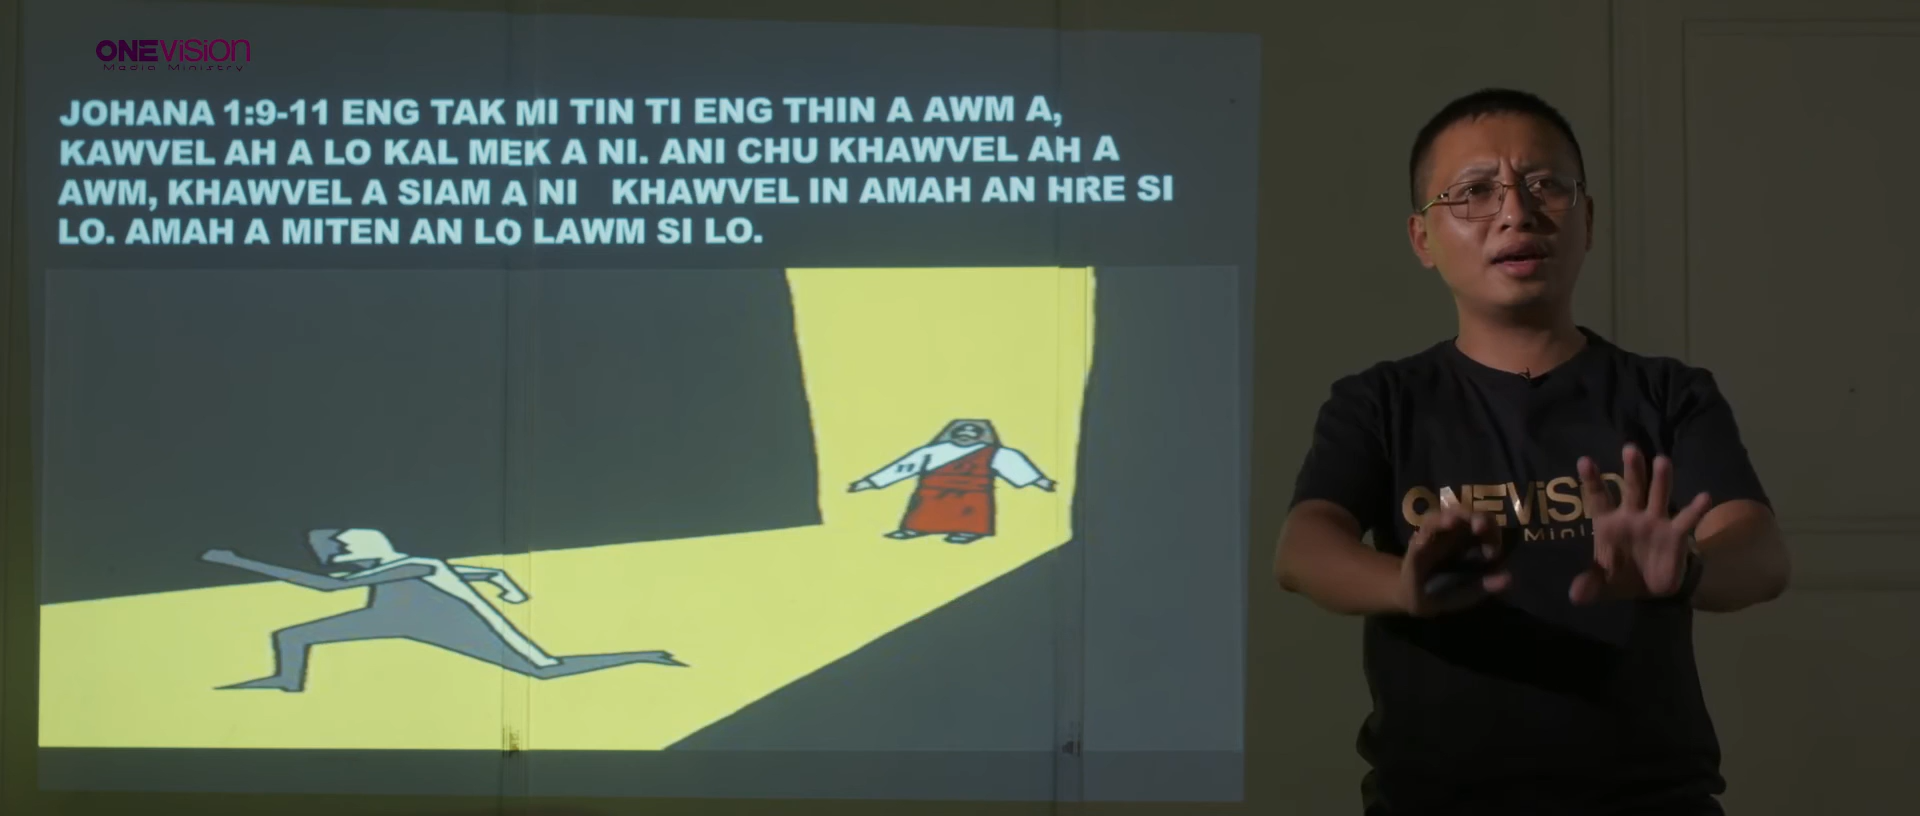 ONEVISION
Media Ministry
JOHANA 1:9-11 ENG TAK MI TIN TI ENG THIN A AWM A,
KAWVEL AH A LO KAL MEK A NI. ANI CHU KHAWVEL AH A
AWM, KHAWVEL A SIAM A NI KHAWVEL IN AMAH AN HRE SI
LO. AMAH A MITEN AN LO LAWM SI LO.